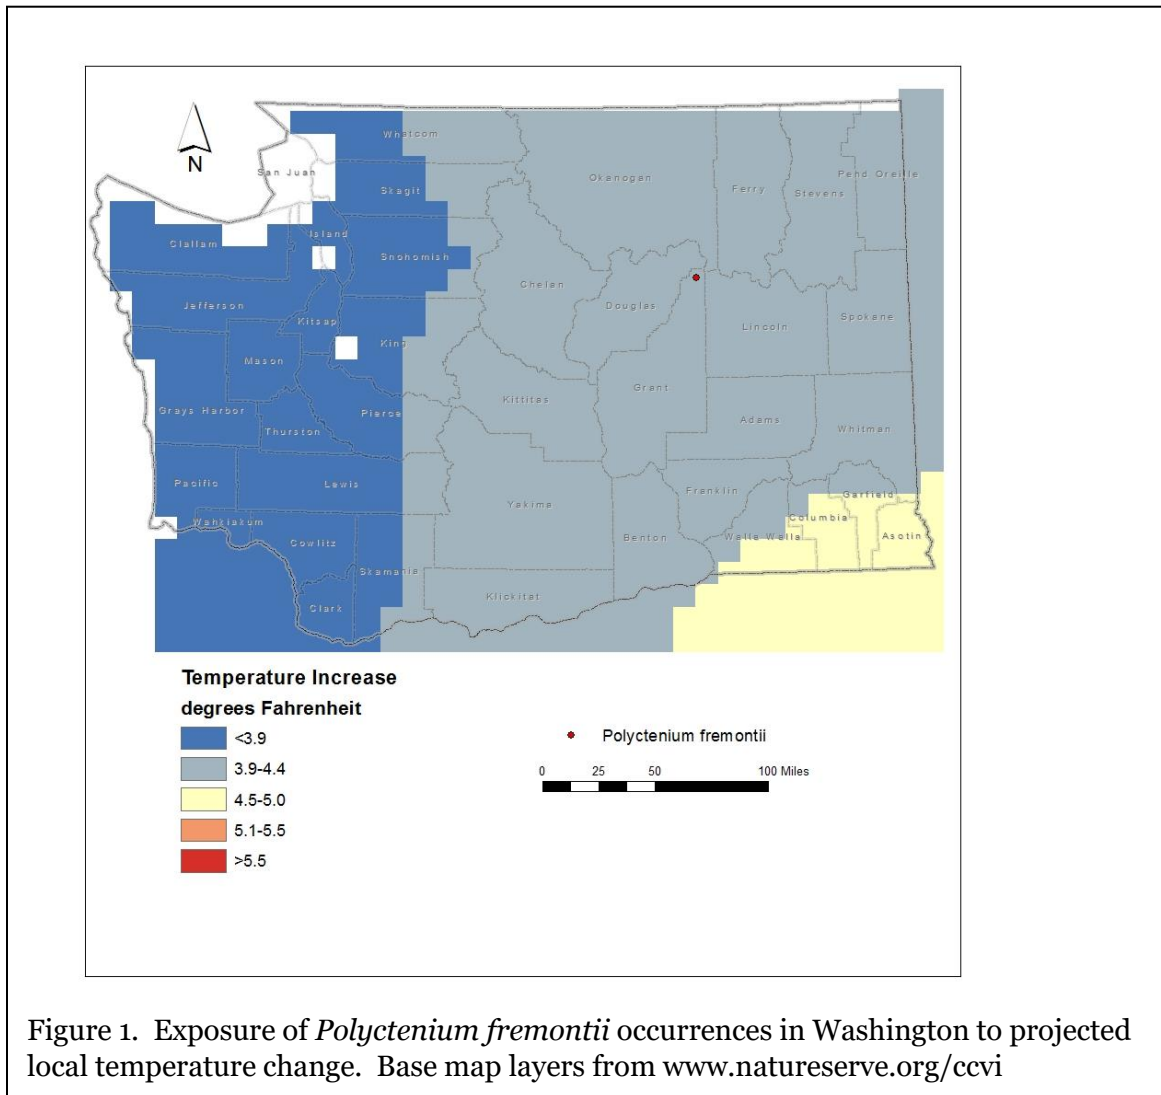 N
Whatcom
San Juan
Skagit
Okanogan
Ferry
Stevens
Pend Oreille
Clallam
Island
Snohomish
Chelan
Douglas
Jefferson
Kitsap
King
Lincoln
Spokane
Mason
Grant
Kittitas
Grays Harbor
Pierce
Thurston
Adams
Whitman
Pacific
Lewis
Yakima
Franklin
Garfield
Columbia
Wahkiakum
Cowlitz
Benton
Walla Walla
Asotin
Skamania
Klickitat
Clark
Temperature Increase
degrees Fahrenheit
<3.9
3.9-4.4
4.5-5.0
5.1-5.5
>5.5
Polyctenium fremontii
0 25 50 100 Miles
Figure 1. Exposure of Polyctenium fremontii occurrences in Washington to projected
local temperature change. Base map layers from www.natureserve.org/ccvi